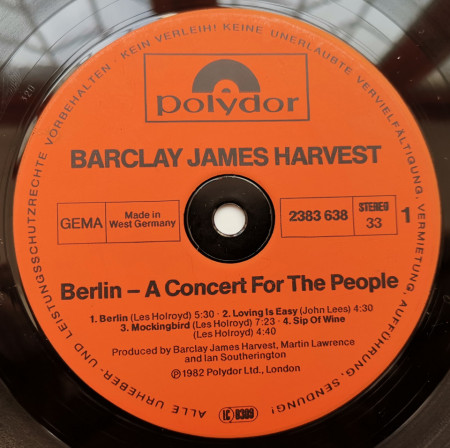 ALLE URHEBER- UND LEISTUNGSSCHUTZRECHTE VORBEHALTEN · KEIN VERLEIH! KEINE UNERLAUBTE VERVIELFÄLTIGUNG, VERMIETUNG, AUFFÜHRUNG, SENDUNG!
polydor
BARCLAY JAMES HARVEST
GEMA Made in
West Germany
2383 638 STEREO
33
1
Berlin – A Concert For The People
1. Berlin (Les Holroyd) 5:30 · 2. Loving Is Easy (John Lees) 4:30
3. Mockingbird (Les Holroyd) 7:23 · 4. Sip Of Wine
(Les Holroyd) 4:40
Produced by Barclay James Harvest, Martin Lawrence
and Ian Southerington
℗ 1982 Polydor Ltd., London
LC 0309
320